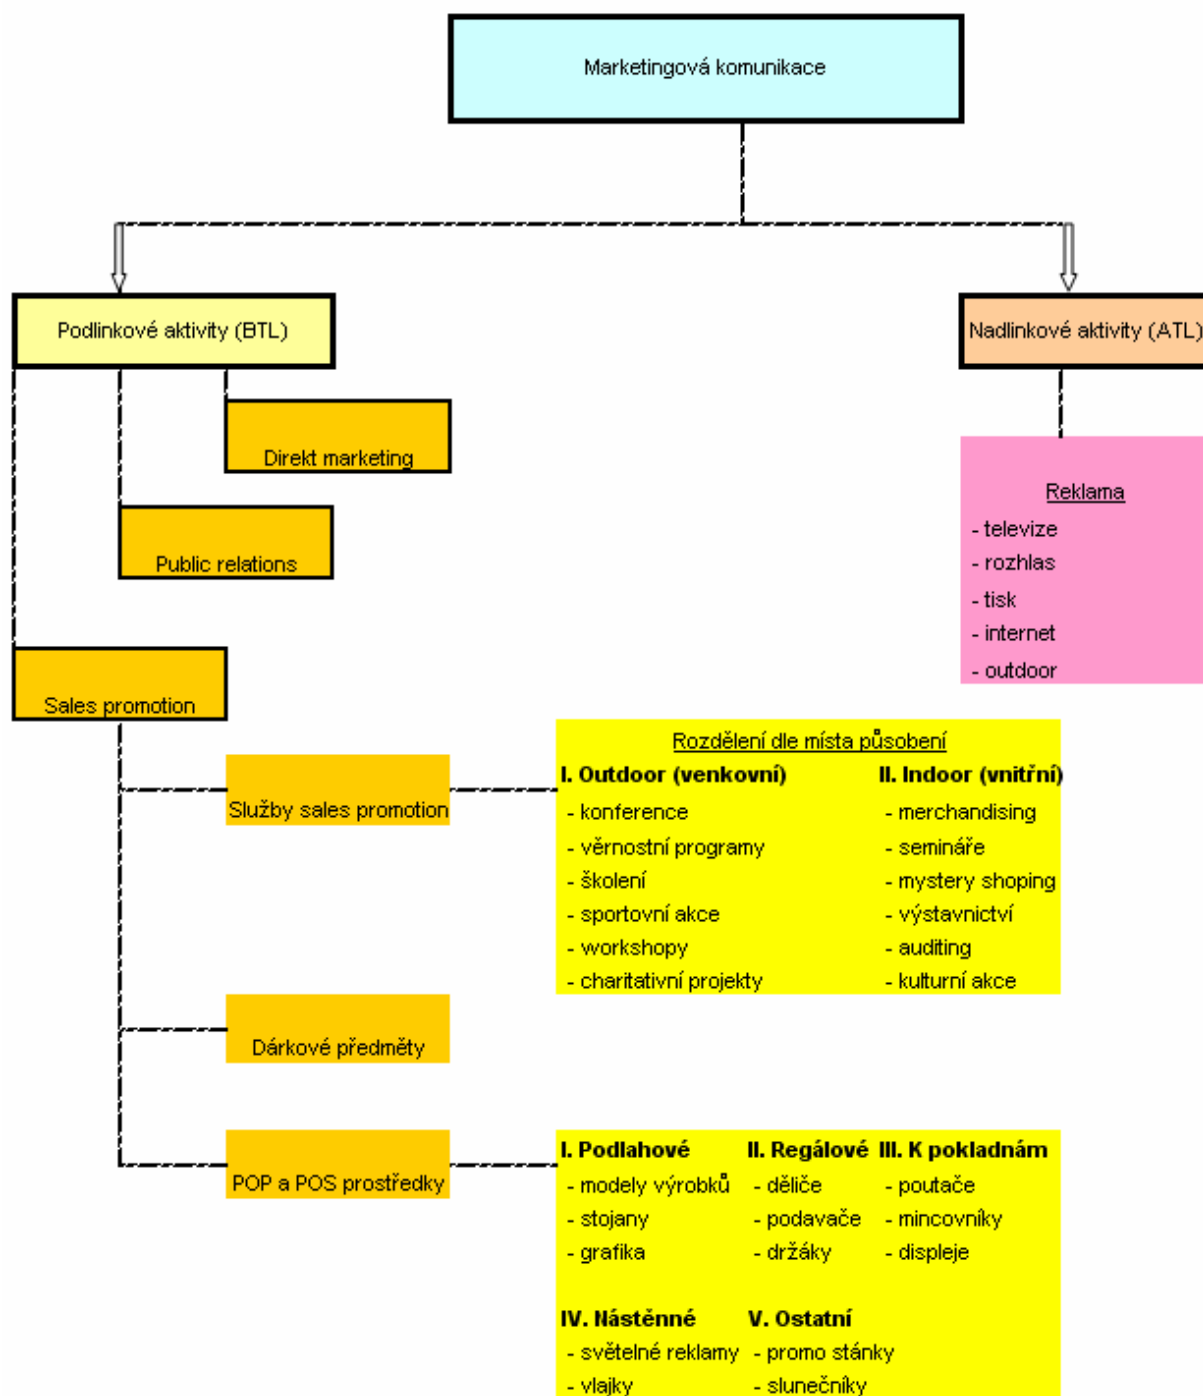 Marketingová komunikace
Podlinkové aktivity (BTL)
Nadlinkové aktivity (ATL)
Direkt marketing
Public relations
Sales promotion
Reklama
- televize
- rozhlas
- tisk
- internet
- outdoor
Služby sales promotion
Rozdělení dle místa působení
I. Outdoor (venkovní)
- konference
- věrnostní programy
- školení
- sportovní akce
- workshopy
- charitativní projekty
II. Indoor (vnitřní)
- merchandising
- semináře
- mystery shoping
- výstavnictví
- auditing
- kulturní akce
Dárkové předměty
POP a POS prostředky
I. Podlahové
- modely výrobků
- stojany
- grafika
II. Regálové
- děliče
- podavače
- držáky
III. K pokladnám
- poutače
- mincovníky
- displeje
IV. Nástěnné
- světelné reklamy
- vlajky
V. Ostatní
- promo stánky
- slunečníky